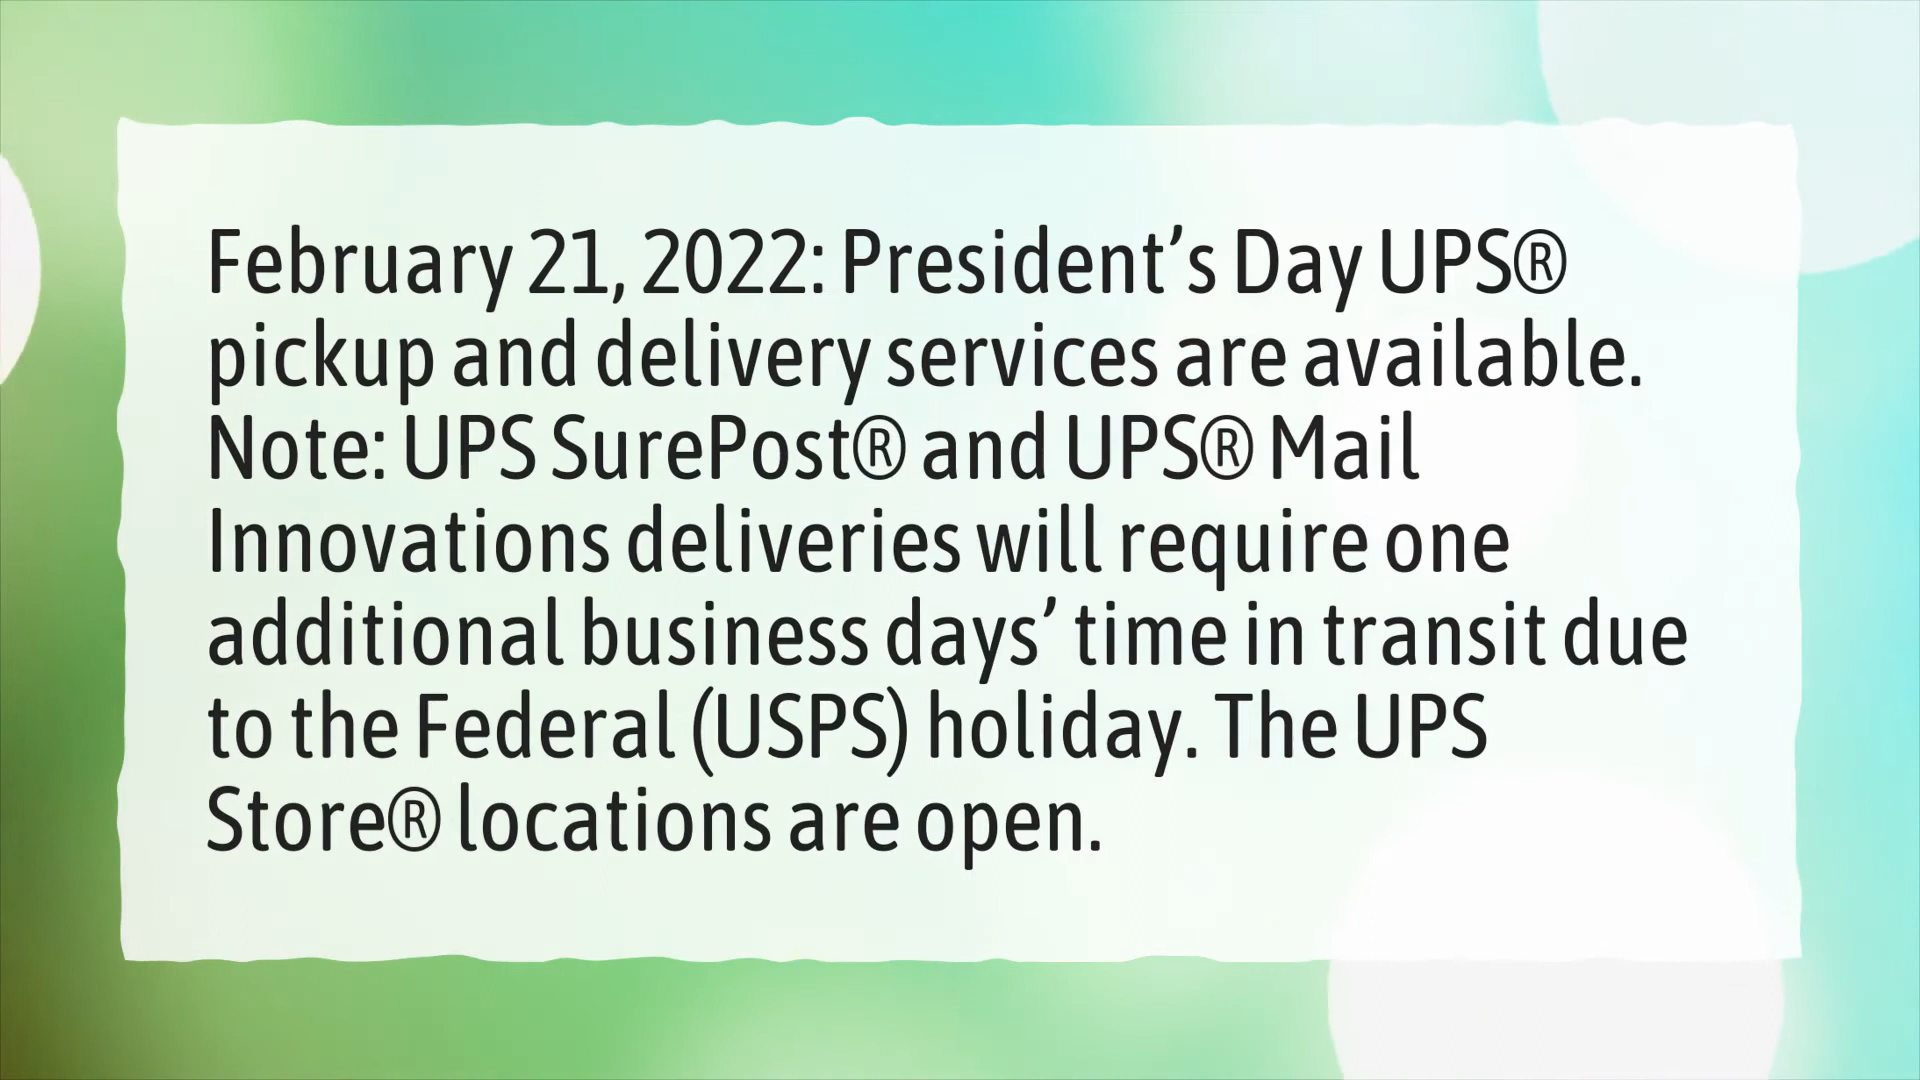 February 21, 2022: President’s Day UPS®
pickup and delivery services are available.
Note: UPS SurePost® and UPS® Mail
Innovations deliveries will require one
additional business days’ time in transit due
to the Federal (USPS) holiday. The UPS
Store® locations are open.